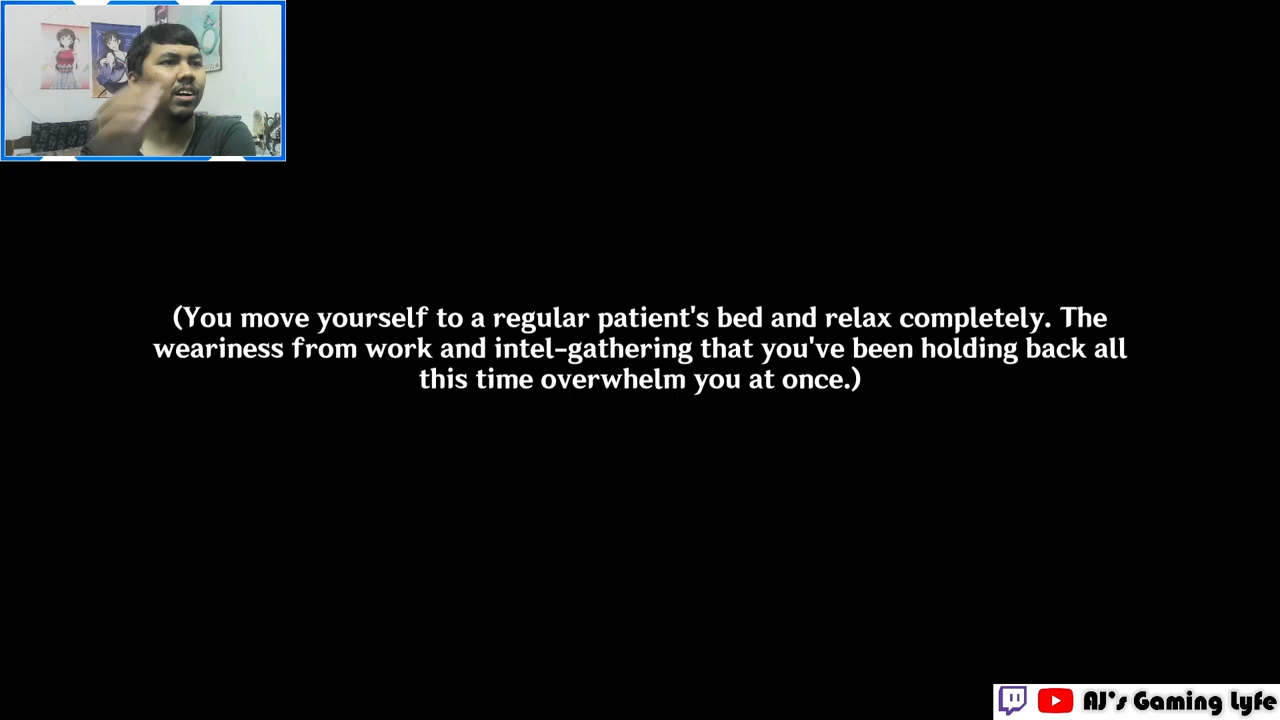 (You move yourself to a regular patient's bed and relax completely. The
weariness from work and intel-gathering that you've been holding back all
this time overwhelm you at once.)
AJ's Gaming Lyfe